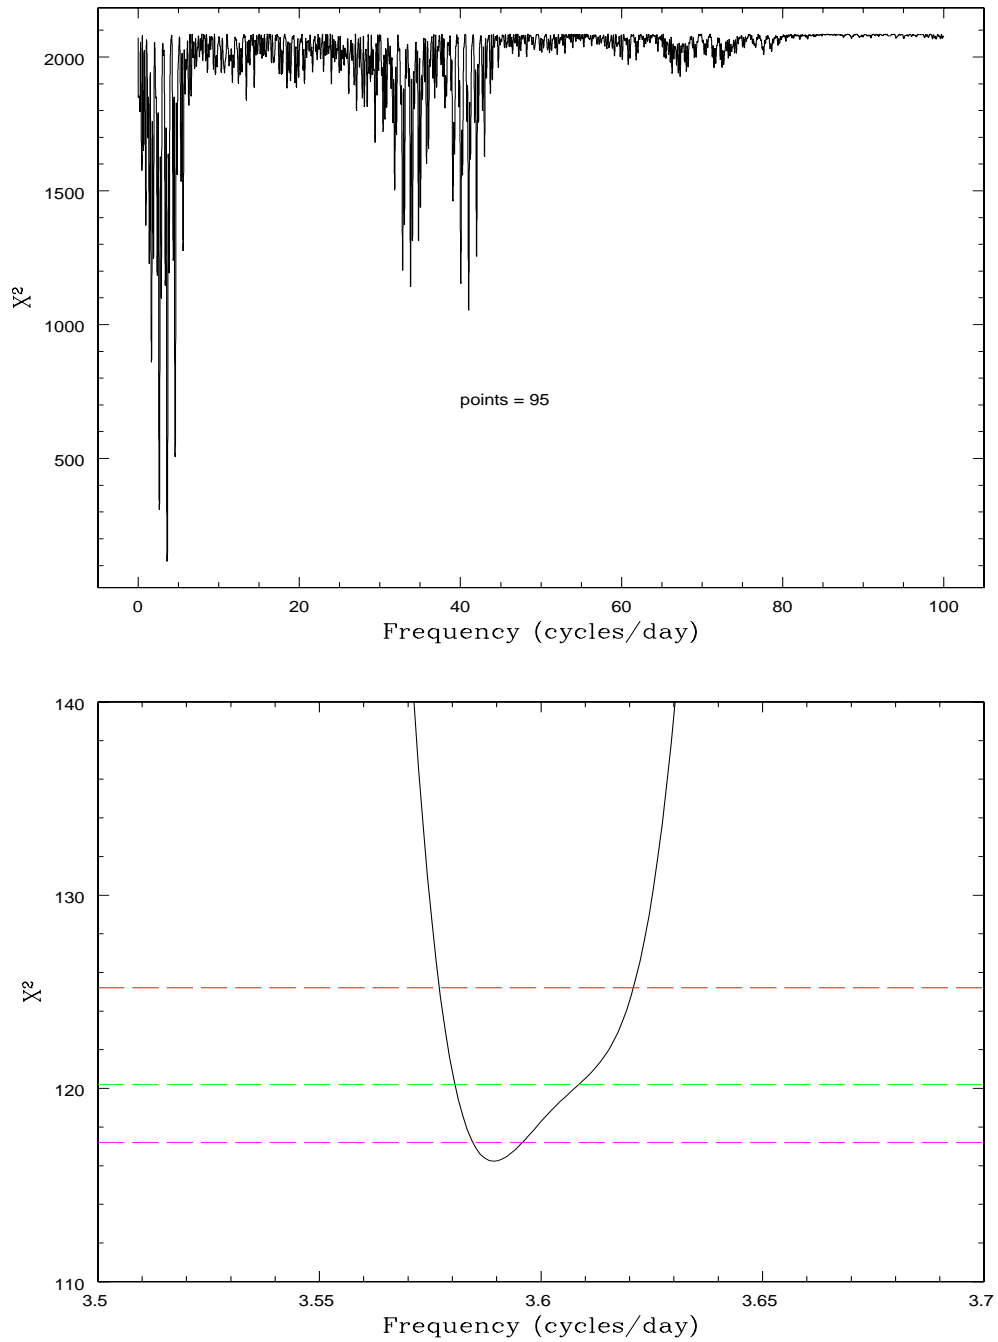 2000
1500
1000
500
X²
points = 95
0 20 40 60 80 100
Frequency (cycles/day)
140
130
120
110
X²
3.5 3.55 3.6 3.65 3.7
Frequency (cycles/day)